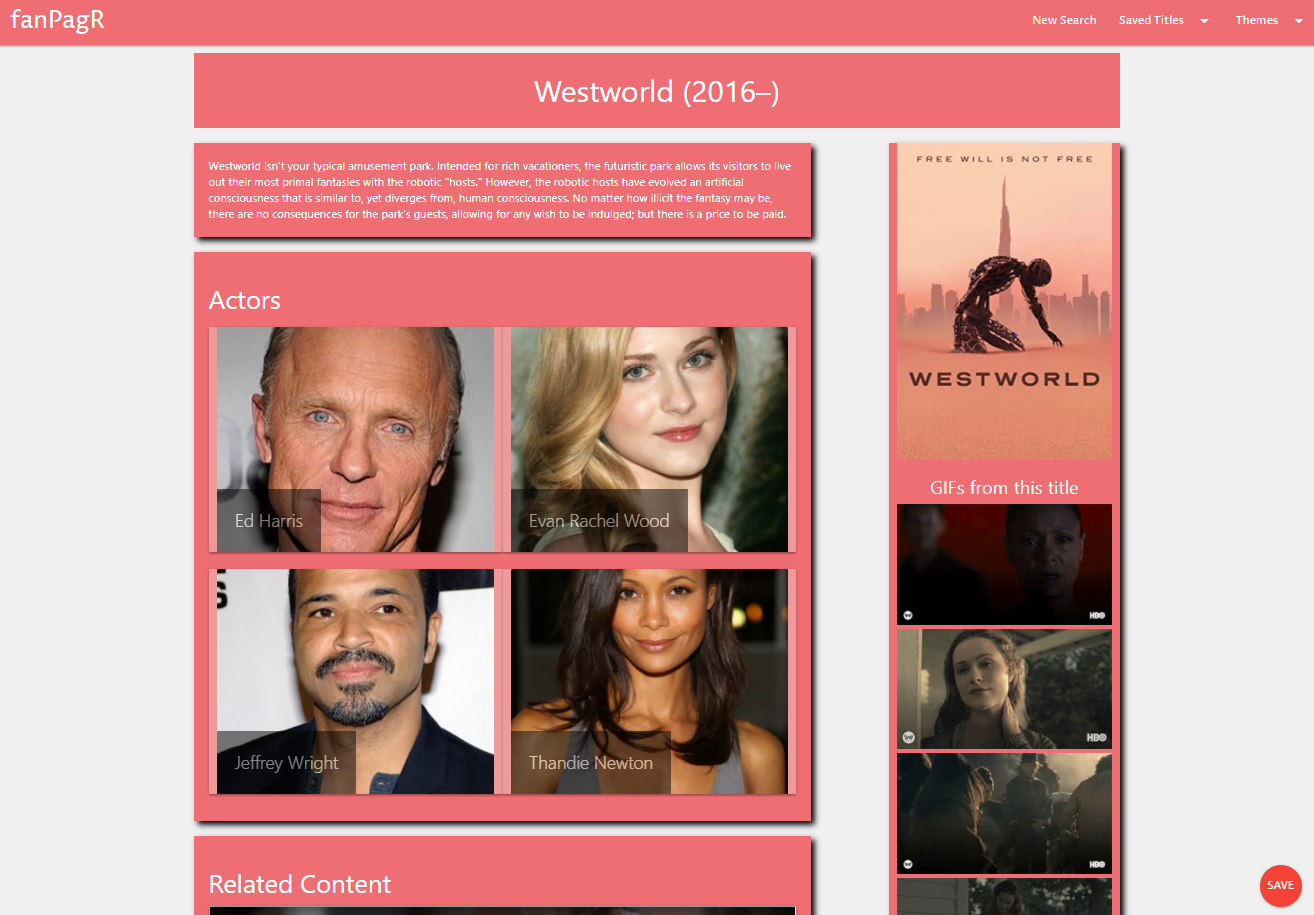 fanPagR
New Search
Saved Titles
Themes
Westworld (2016–)
Westworld isn't your typical amusement park. Intended for rich vacationers, the futuristic park allows its visitors to live
out their most primal fantasies with the robotic "hosts." However, the robotic hosts have evolved an artificial
consciousness that is similar to, yet diverges from, human consciousness. No matter how illicit the fantasy may be,
there are no consequences for the park's guests, allowing for any wish to be indulged; but there is a price to be paid.
FREE WILL IS NOT FREE
WESTWORLD
Actors
Ed Harris
Evan Rachel Wood
Jeffrey Wright
Thandie Newton
GIFs from this title
HBO
HBO
HBO
Related Content
SAVE